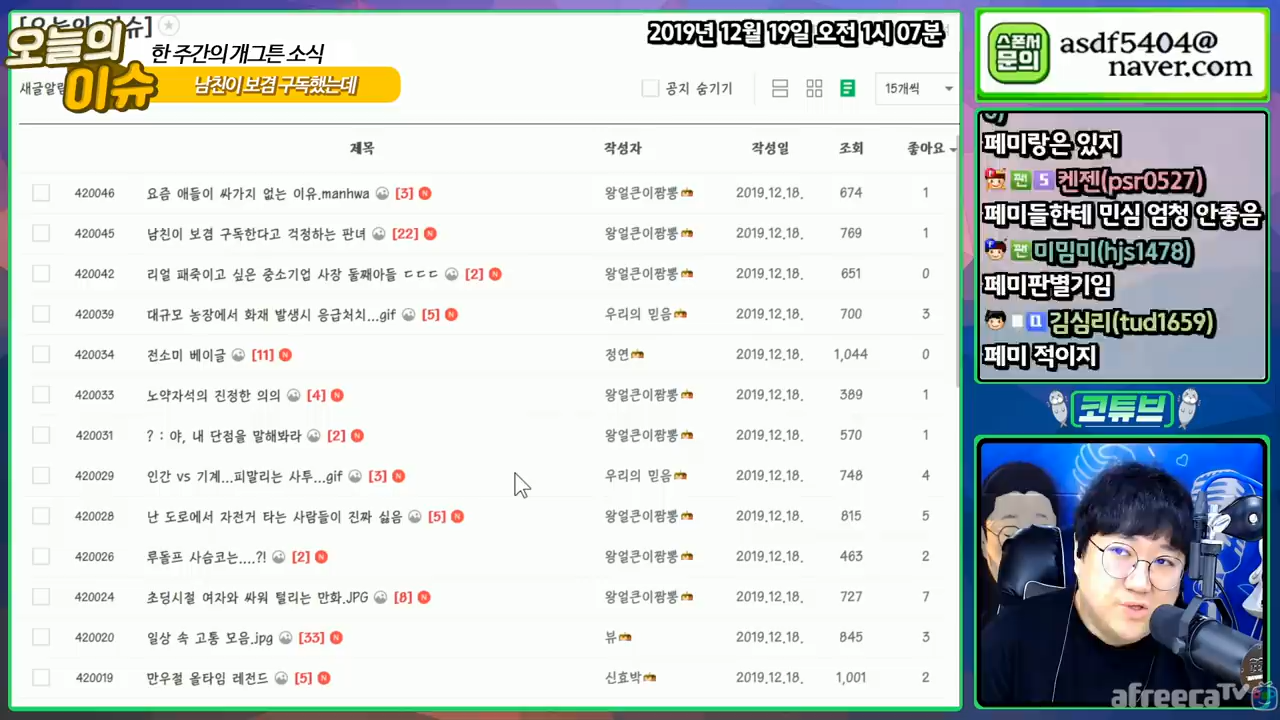 [오늘의 이슈]
오늘의
이슈
한 주간의 개그튼 소식
남친이 보겸 구독했는데
2019년 12월 19일 오전 1시 07분
새글알림
공지 숨기기
15개씩
제목 작성자 작성일 조회 좋아요
420046 요즘 애들이 싸가지 없는 이유.manhwa [3] N 왕얼큰이짬뽕 2019.12.18. 674 1
420045 남친이 보겸 구독한다고 걱정하는 판녀 [22] N 왕얼큰이짬뽕 2019.12.18. 769 1
420042 리얼 패죽이고 싶은 중소기업 사장 둘째아들 ㄷㄷㄷ [2] N 왕얼큰이짬뽕 2019.12.18. 651 0
420039 대규모 농장에서 화재 발생시 응급처치...gif [5] N 우리의 믿음 2019.12.18. 700 3
420034 전소미 베이글 [11] N 정연 2019.12.18. 1,044 0
420033 노약자석의 진정한 의의 [4] N 왕얼큰이짬뽕 2019.12.18. 389 1
420031 ? : 야, 내 단점을 말해봐라 [2] N 왕얼큰이짬뽕 2019.12.18. 570 1
420029 인간 vs 기계...피말리는 사투...gif [3] N 우리의 믿음 2019.12.18. 748 4
420028 난 도로에서 자전거 타는 사람들이 진짜 싫음 [5] N 왕얼큰이짬뽕 2019.12.18. 815 5
420026 루돌프 사슴코는....?! [2] N 왕얼큰이짬뽕 2019.12.18. 463 2
420024 초딩시절 여자와 싸워 털리는 만화.JPG [8] N 왕얼큰이짬뽕 2019.12.18. 727 7
420020 일상 속 고통 모음.jpg [33] N 뷰 2019.12.18. 845 3
420019 만우절 올타임 레전드 [5] N 신효박 2019.12.18. 1,001 2
스폰서
문의
asdf5404@
naver.com
페미랑은 있지
팬 5 켄젠(psr0527)
페미들한테 민심 엄청 안좋음
팬 미밈미(hjs1478)
페미판별기임
김심리(tud1659)
페미 적이지
코튜브
afreecaTV